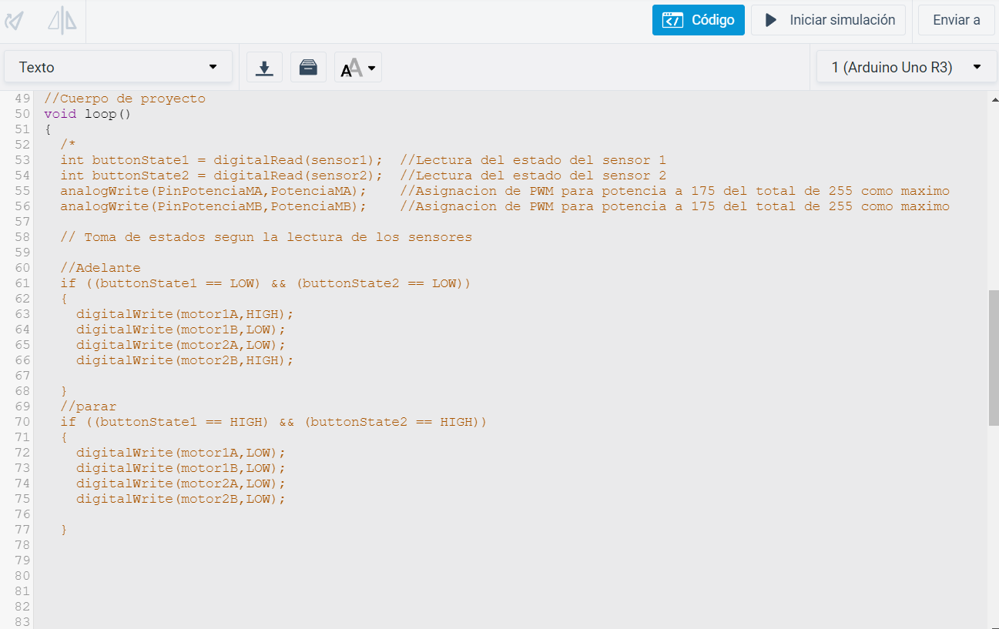 Código
Iniciar simulación
Enviar a
Texto
1 (Arduino Uno R3)
49 //Cuerpo de proyecto
50 void loop()
51 {
52 /*
53 int buttonState1 = digitalRead(sensor1); //Lectura del estado del sensor 1
54 int buttonState2 = digitalRead(sensor2); //Lectura del estado del sensor 2
55 analogWrite(PinPotenciaMA,PotenciaMA); //Asignacion de PWM para potencia a 175 del total de 255 como maximo
56 analogWrite(PinPotenciaMB,PotenciaMB); //Asignacion de PWM para potencia a 175 del total de 255 como maximo
57
58 // Toma de estados segun la lectura de los sensores
59
60 //Adelante
61 if ((buttonState1 == LOW) && (buttonState2 == LOW))
62 {
63 digitalWrite(motor1A,HIGH);
64 digitalWrite(motor1B,LOW);
65 digitalWrite(motor2A,LOW);
66 digitalWrite(motor2B,HIGH);
67
68 }
69 //parar
70 if ((buttonState1 == HIGH) && (buttonState2 == HIGH))
71 {
72 digitalWrite(motor1A,LOW);
73 digitalWrite(motor1B,LOW);
74 digitalWrite(motor2A,LOW);
75 digitalWrite(motor2B,LOW);
76
77 }
78
79
80
81
82
83